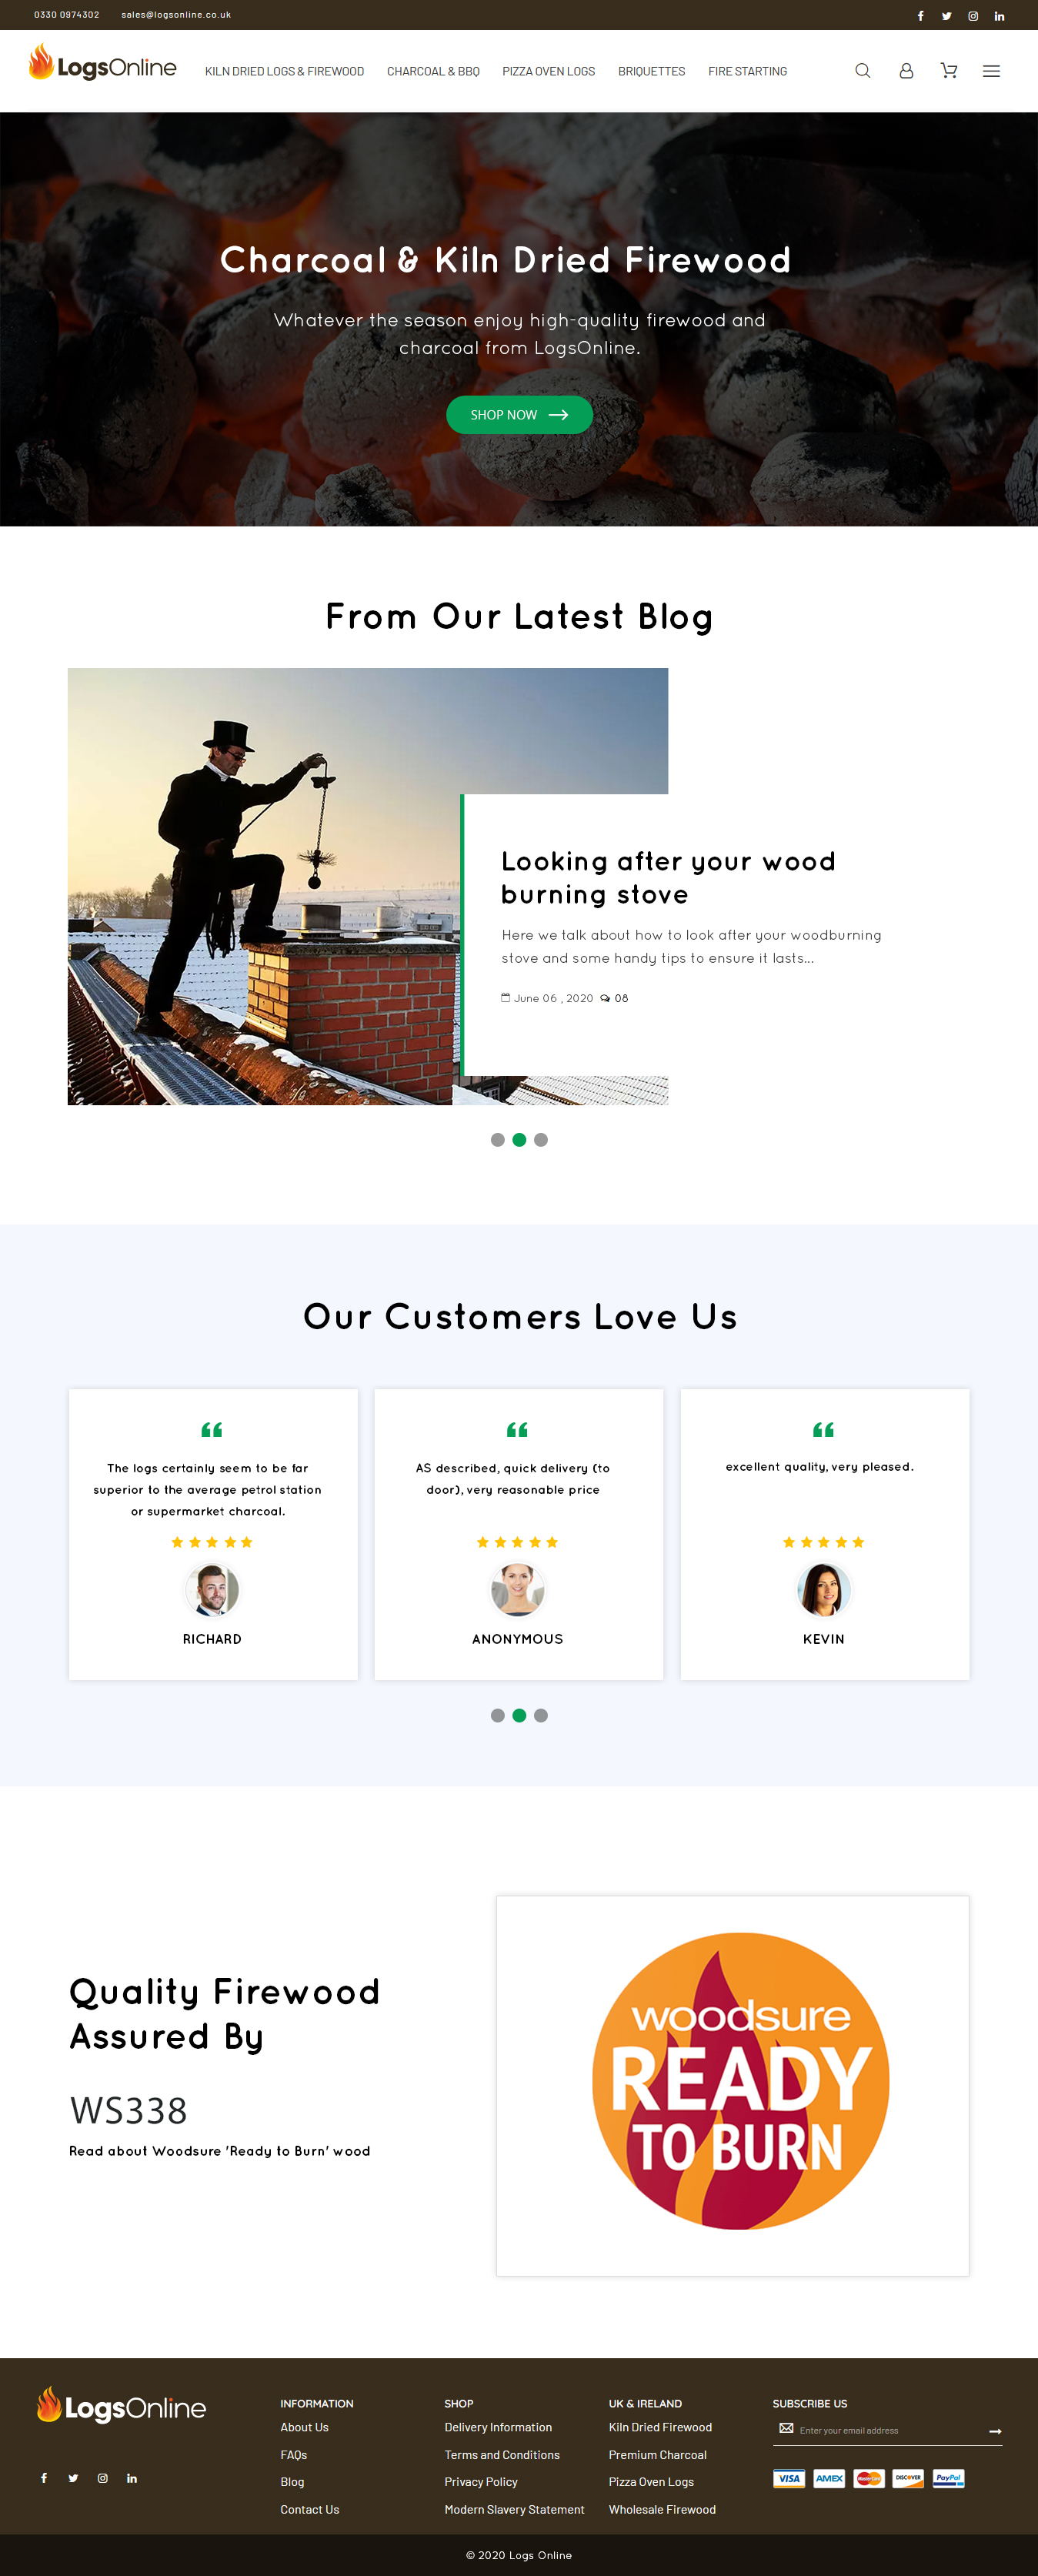 0330 0974302 sales@logsonline.co.uk
LogsOnline
KILN DRIED LOGS & FIREWOOD CHARCOAL & BBQ PIZZA OVEN LOGS BRIQUETTES FIRE STARTING
Charcoal & Kiln Dried Firewood
Whatever the season enjoy high-quality firewood and
charcoal from LogsOnline.
SHOP NOW
From Our Latest Blog
Looking after your wood
burning stove
Here we talk about how to look after your woodburning
stove and some handy tips to ensure it lasts...
June 06 , 2020 08
Our Customers Love Us
The logs certainly seem to be far
superior to the average petrol station
or supermarket charcoal.
RICHARD
AS described, quick delivery (to
door), very reasonable price
ANONYMOUS
excellent quality, very pleased.
KEVIN
Quality Firewood
Assured By
WS338
Read about Woodsure 'Ready to Burn' wood
woodsure
READY
TO BURN
LogsOnline
INFORMATION
About Us
FAQs
Blog
Contact Us
SHOP
Delivery Information
Terms and Conditions
Privacy Policy
Modern Slavery Statement
UK & IRELAND
Kiln Dried Firewood
Premium Charcoal
Pizza Oven Logs
Wholesale Firewood
SUBSCRIBE US
Enter your email address
VISA AMEX MasterCard DISCOVER PayPal
© 2020 Logs Online